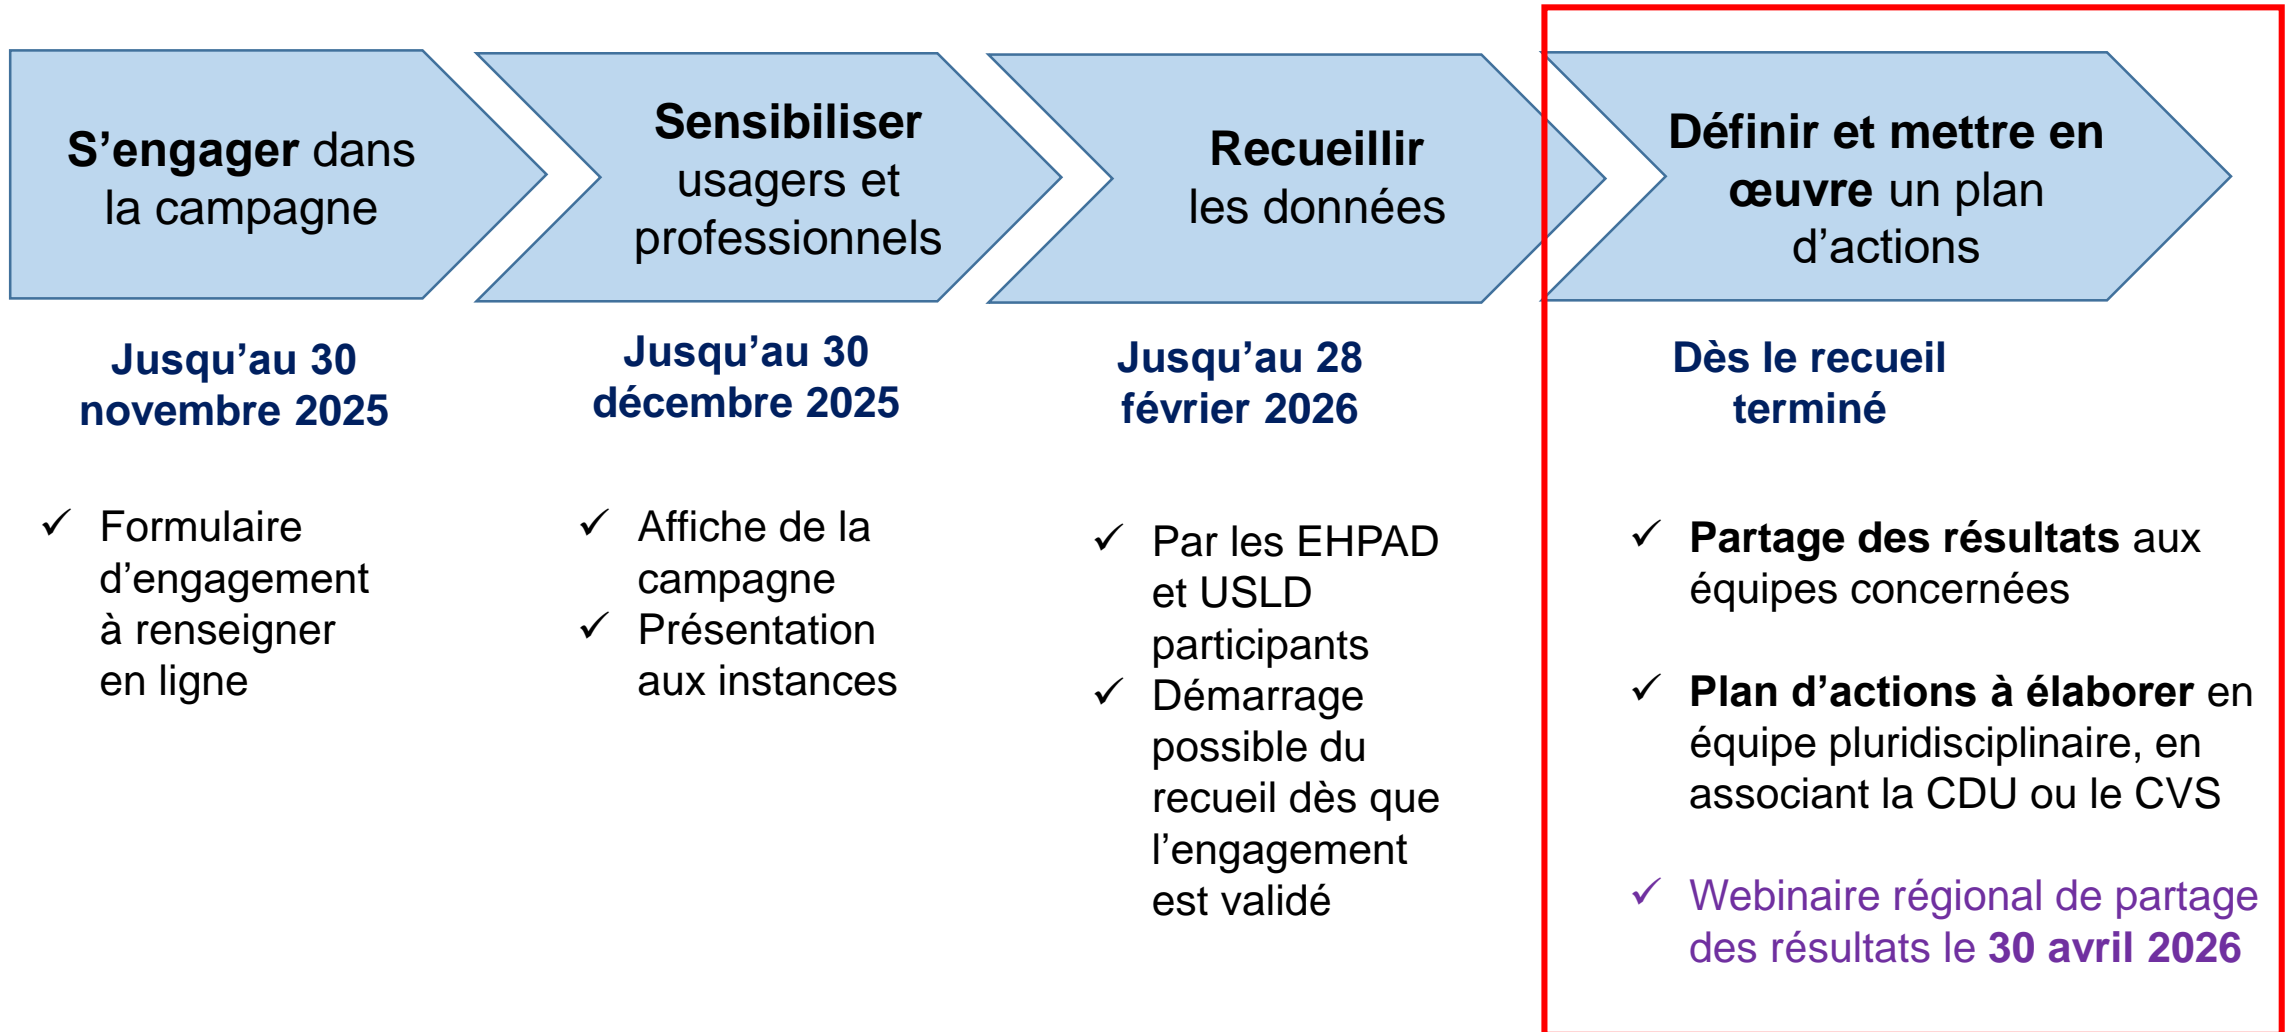 S’engager dans
la campagne
Jusqu’au 30
novembre 2025
✓ Formulaire
d’engagement
à renseigner
en ligne
Sensibiliser
usagers et
professionnels
Jusqu’au 30
décembre 2025
✓ Affiche de la
campagne
✓ Présentation
aux instances
Recueillir
les données
Jusqu’au 28
février 2026
✓ Par les EHPAD
et USLD
participants
✓ Démarrage
possible du
recueil dès que
l’engagement
est validé
Définir et mettre en
œuvre un plan
d’actions
Dès le recueil
terminé
✓ Partage des résultats aux
équipes concernées
✓ Plan d’actions à élaborer en
équipe pluridisciplinaire, en
associant la CDU ou le CVS
✓ Webinaire régional de partage
des résultats le 30 avril 2026